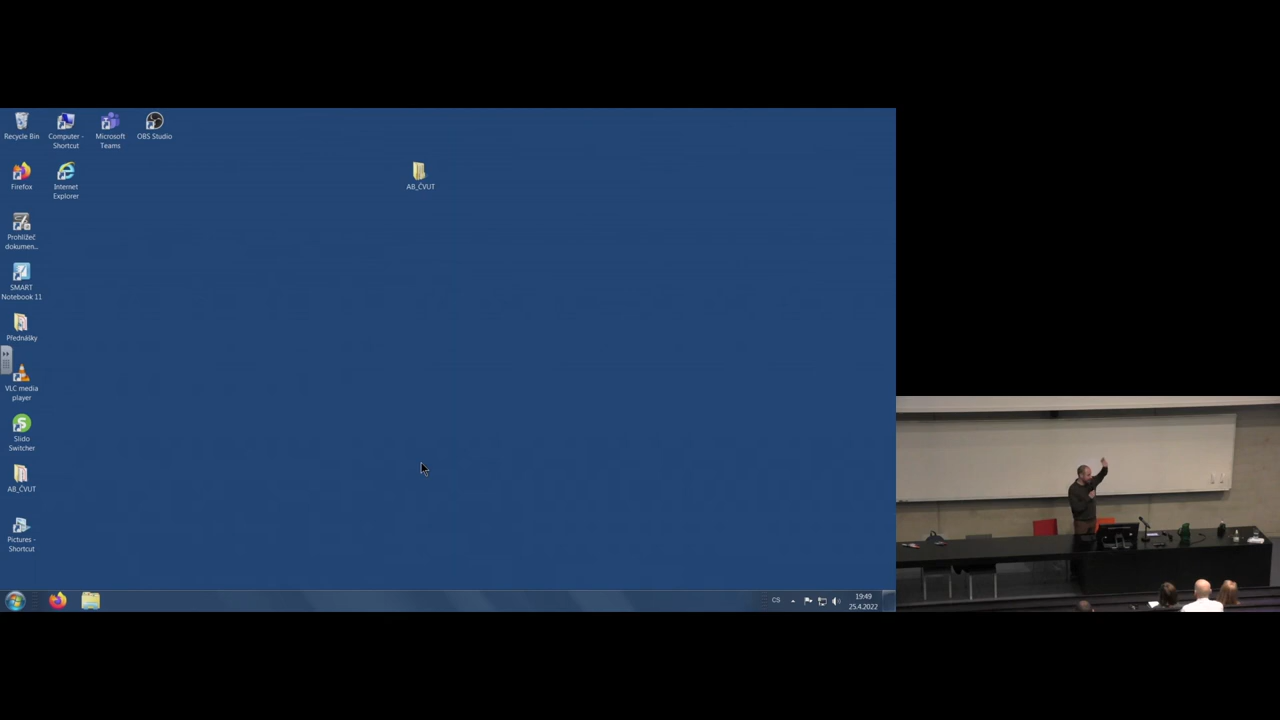 Recycle Bin
Computer -
Shortcut
Microsoft
Teams
OBS Studio
Firefox
Internet
Explorer
AB_ČVUT
Prohlížeč
dokumen...
SMART
Notebook 11
Přednášky
VLC media
player
Slido
Switcher
AB_ČVUT
Pictures -
Shortcut
CS
19:49
25.4.2022